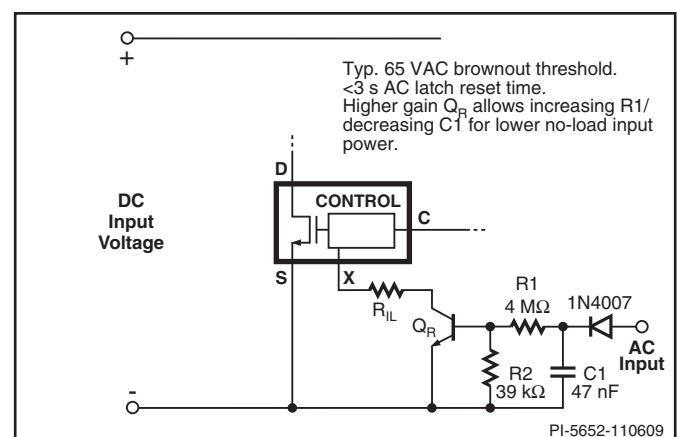 +
Typ. 65 VAC brownout threshold.
<3 s AC latch reset time.
Higher gain QR allows increasing R1/
decreasing C1 for lower no-load input
power.
D
DC
Input
Voltage
CONTROL
C
S
X
RIL
QR
R1
4 MΩ
1N4007
AC
Input
R2
39 kΩ
C1
47 nF
-
PI-5652-110609